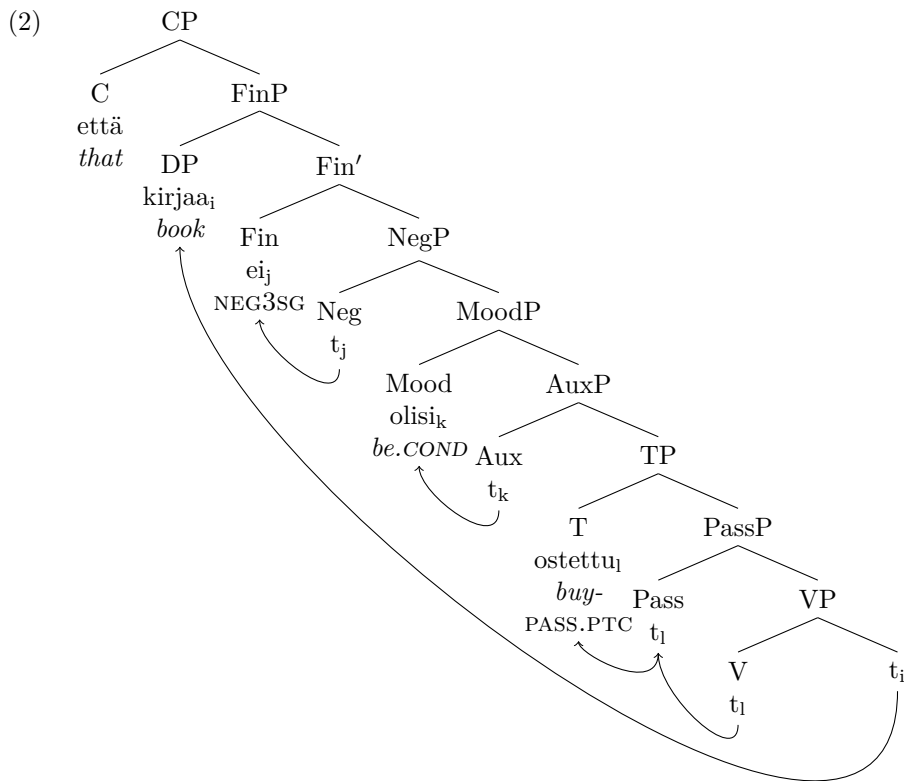 (2) CP
C FinP
että
that
DP Fin′
kirjaa_i
book
Fin NegP
ei_j
NEG3SG
Neg MoodP
t_j
Mood AuxP
olisi_k
be.COND
Aux TP
t_k
T PassP
ostettu_l
buy-
PASS.PTC
Pass VP
t_l
V t_i
t_l